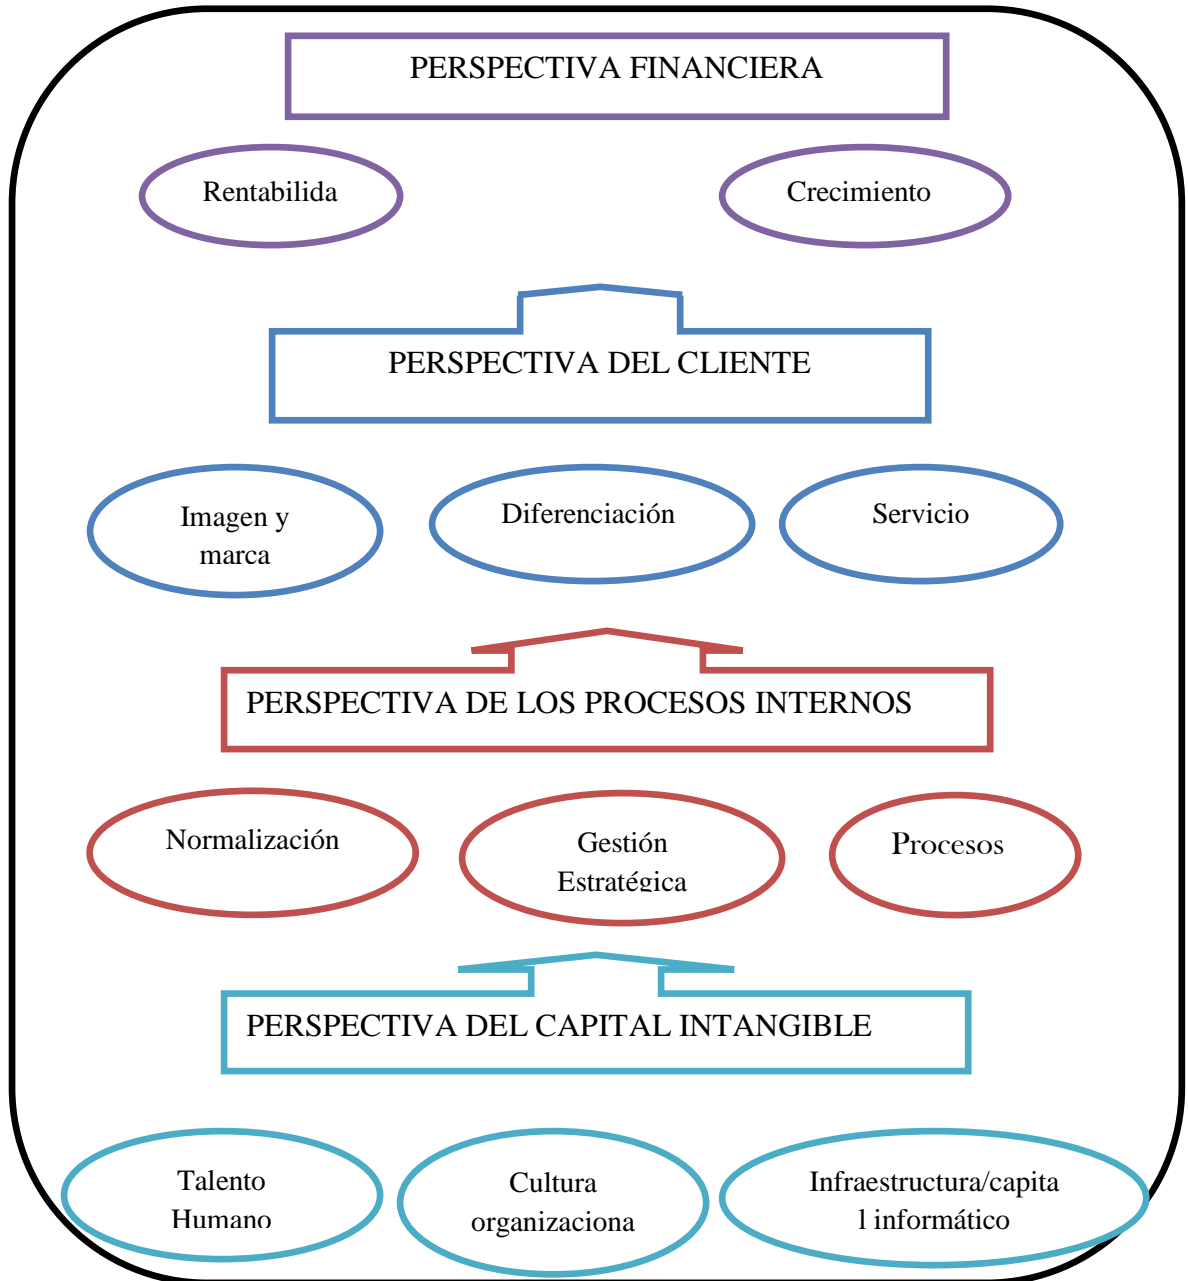 PERSPECTIVA FINANCIERA
Rentabilida
Crecimiento
PERSPECTIVA DEL CLIENTE
Imagen y
marca
Diferenciación
Servicio
PERSPECTIVA DE LOS PROCESOS INTERNOS
Normalización
Gestión
Estratégica
Procesos
PERSPECTIVA DEL CAPITAL INTANGIBLE
Talento
Humano
Cultura
organizaciona
Infraestructura/capita
l informático